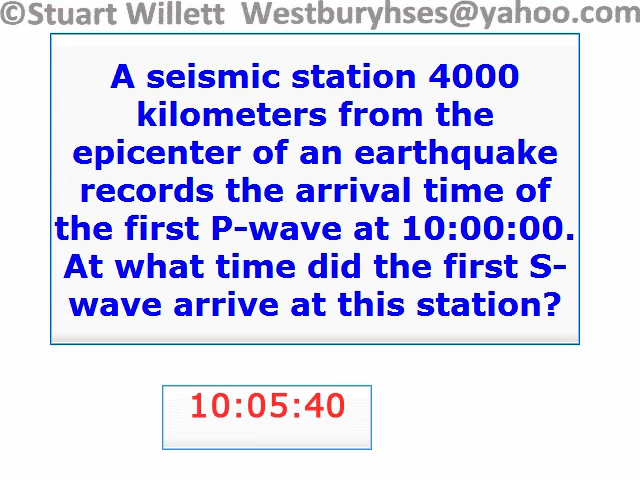 ©Stuart Willett  Westburyhses@yahoo.com
A seismic station 4000
kilometers from the
epicenter of an earthquake
records the arrival time of
the first P-wave at 10:00:00.
At what time did the first S-
wave arrive at this station?
10:05:40